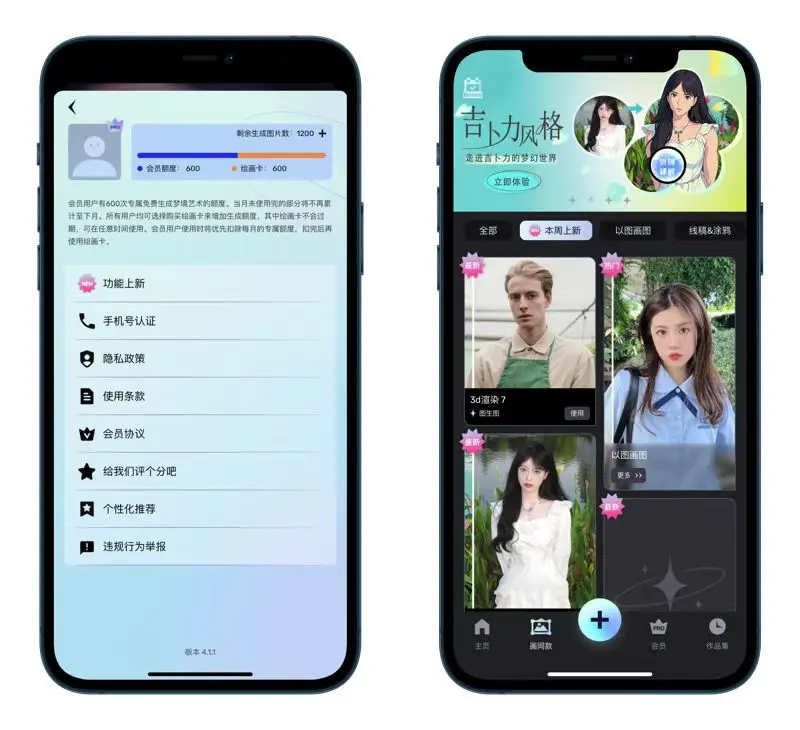 PRO
剩余生成图片数：1200 +
会员额度： 600
绘画卡： 600
会员用户有600次专属免费生成梦境艺术的额度。当月未使用完的部分将不再累
计至下月。所有用户均可选择购买绘画卡来增加生成额度，其中绘画卡不会过
期，可在任意时间使用。会员用户使用时将优先扣除每月的专属额度，扣完后再
使用绘画卡。
NEW 功能上新
手机号认证
隐私政策
使用条款
会员协议
给我们评个分吧
个性化推荐
违规行为举报
版本 4.1.1
吉卜力风格
走进吉卜力的梦幻世界
立即体验
全部
NEW 本周上新
以图画图
线稿&涂鸦
最新
3d渲染 7
图生图
使用
热门
以图画图
更多 >>
最新
最新
主页
画同款
+
PRO
会员
作品集